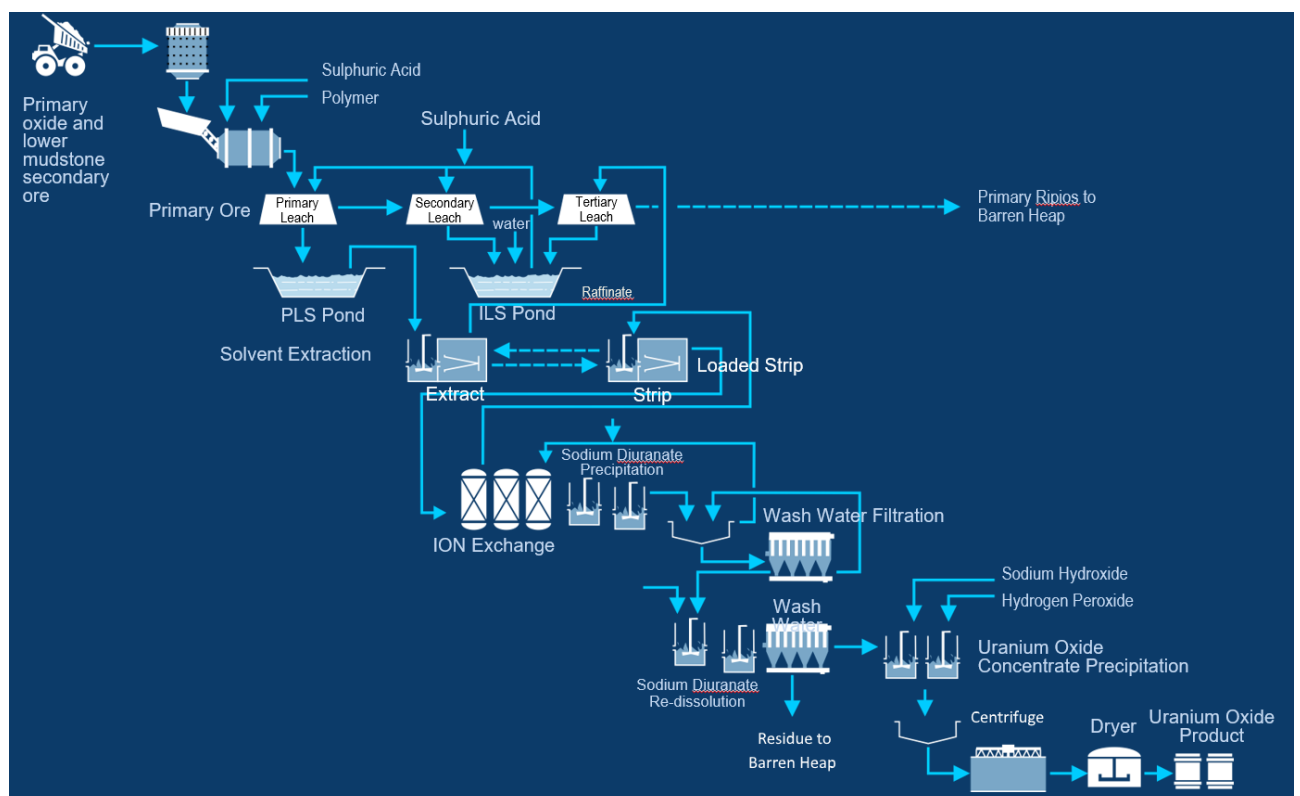 Sulphuric Acid
Polymer
Primary
oxide and
lower
mudstone
secondary
ore
Sulphuric Acid
Primary Ore
Primary
Leach
Secondary
Leach
Tertiary
Leach
water
Primary Ripios to
Barren Heap
PLS Pond
ILS Pond
Raffinate
Solvent Extraction
Extract
Strip
Loaded Strip
Sodium Diuranate
Precipitation
ION Exchange
Wash Water Filtration
Sodium Hydroxide
Hydrogen Peroxide
Wash
Water
Uranium Oxide
Concentrate Precipitation
Sodium Diuranate
Re-dissolution
Residue to
Barren Heap
Centrifuge
Dryer
Uranium Oxide
Product